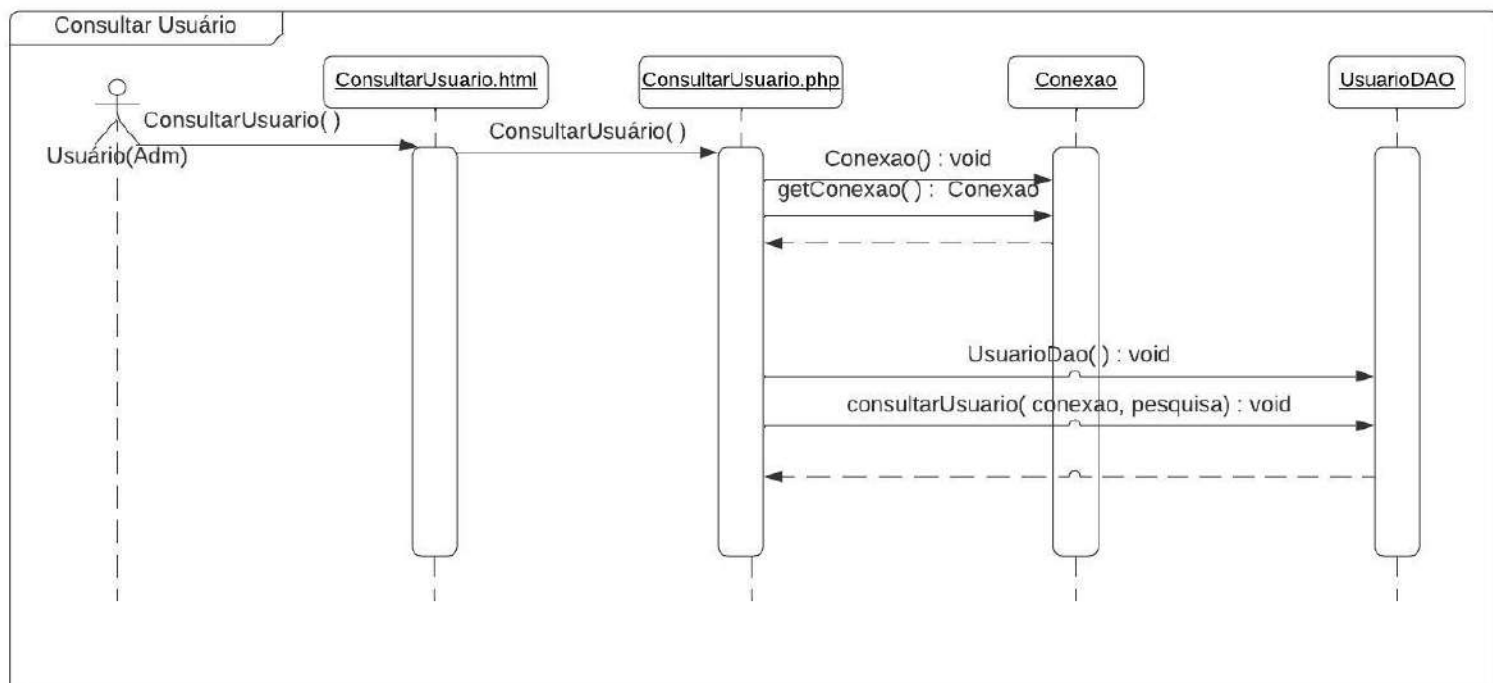 Consultar Usuário
ConsultarUsuario.html
ConsultarUsuario.php
Conexao
UsuarioDAO
ConsultarUsuario( )
ConsultarUsuário( )
Usuário(Adm)
Conexao() : void
getConexao( ) : Conexao
UsuarioDao( ) : void
consultarUsuario( conexao, pesquisa) : void